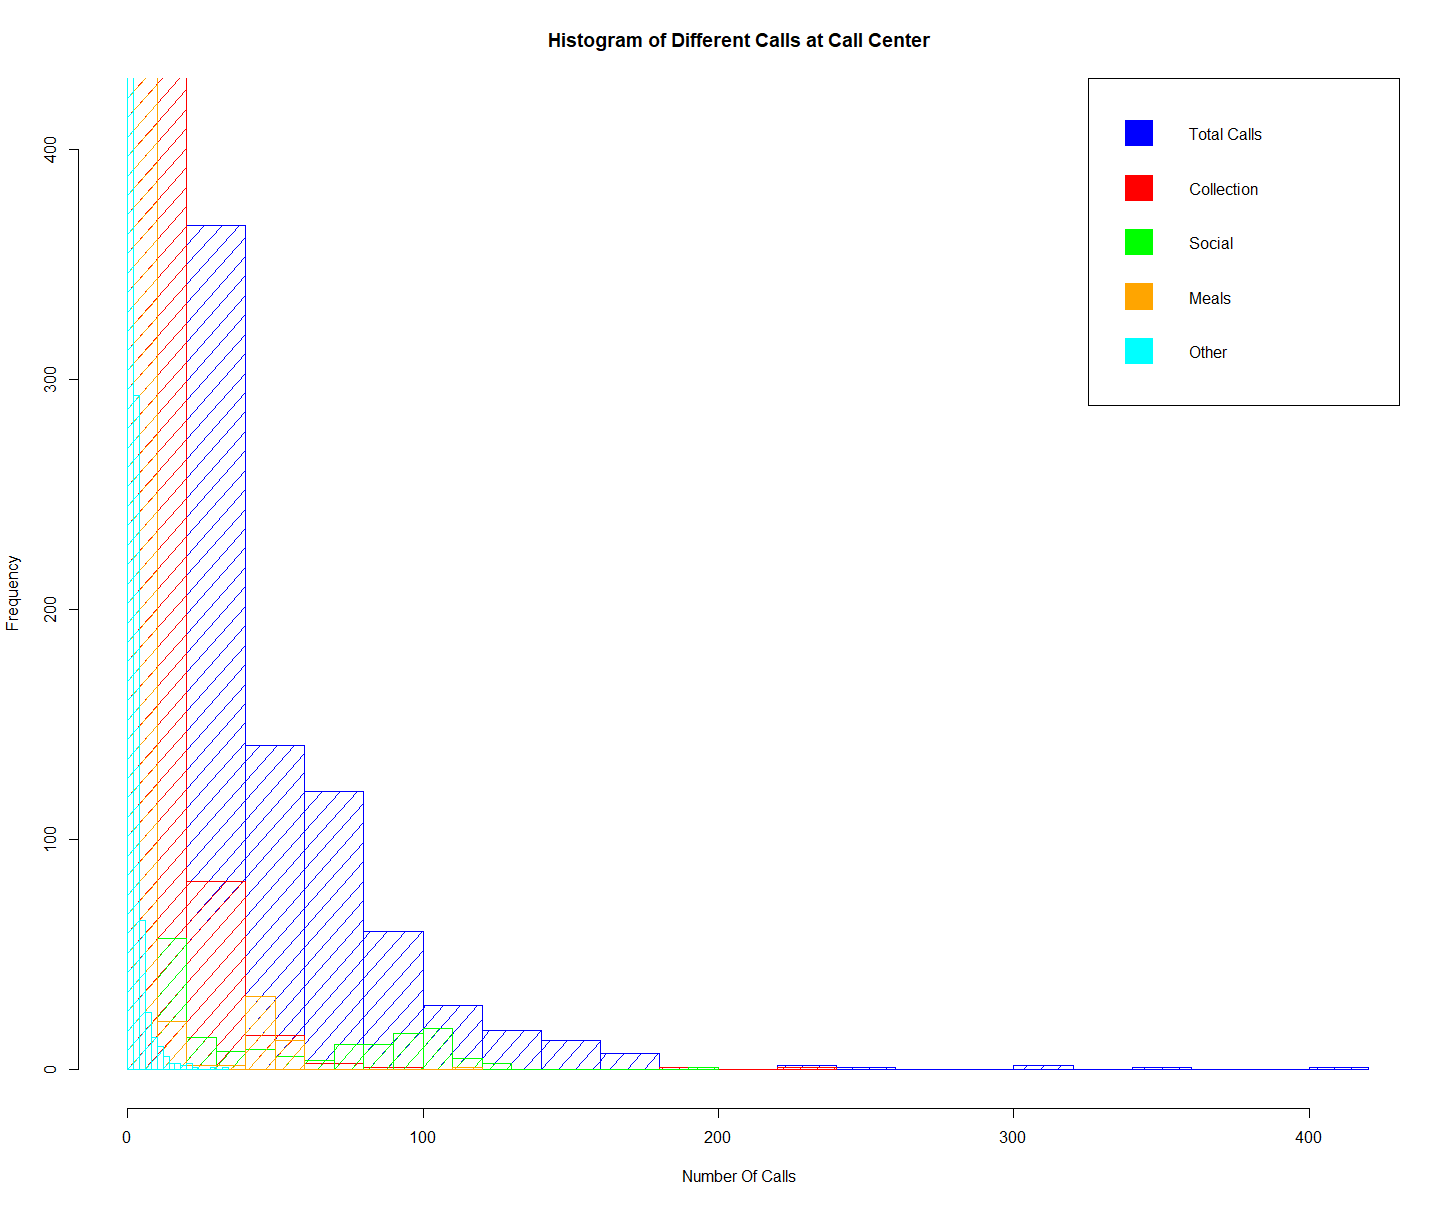 Histogram of Different Calls at Call Center
Total Calls
Collection
Social
Meals
Other
Frequency
400
300
200
100
0
0 100 200 300 400
Number Of Calls